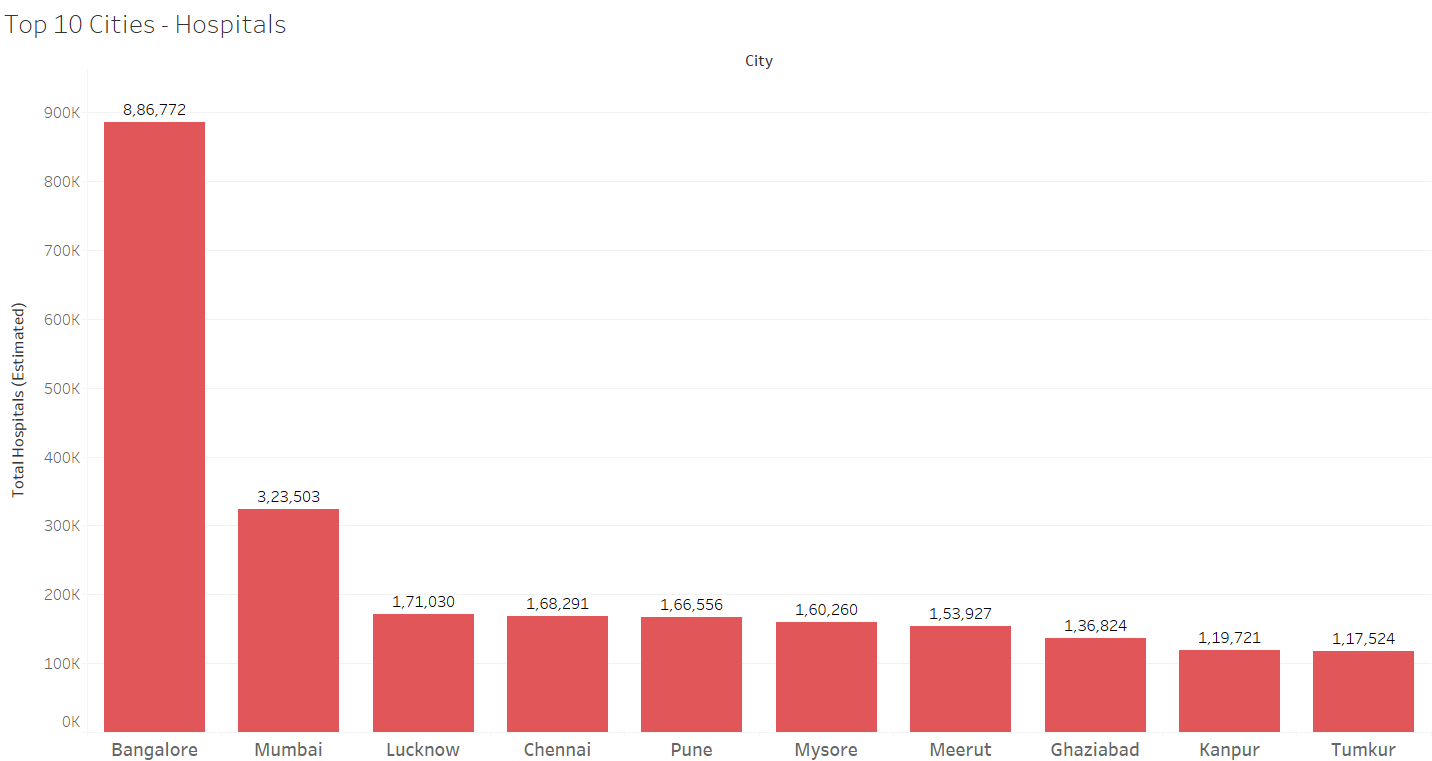 Top 10 Cities - Hospitals
City
Total Hospitals (Estimated)
900K
800K
700K
600K
500K
400K
300K
200K
100K
0K
8,86,772
3,23,503
1,71,030
1,68,291
1,66,556
1,60,260
1,53,927
1,36,824
1,19,721
1,17,524
Bangalore
Mumbai
Lucknow
Chennai
Pune
Mysore
Meerut
Ghaziabad
Kanpur
Tumkur